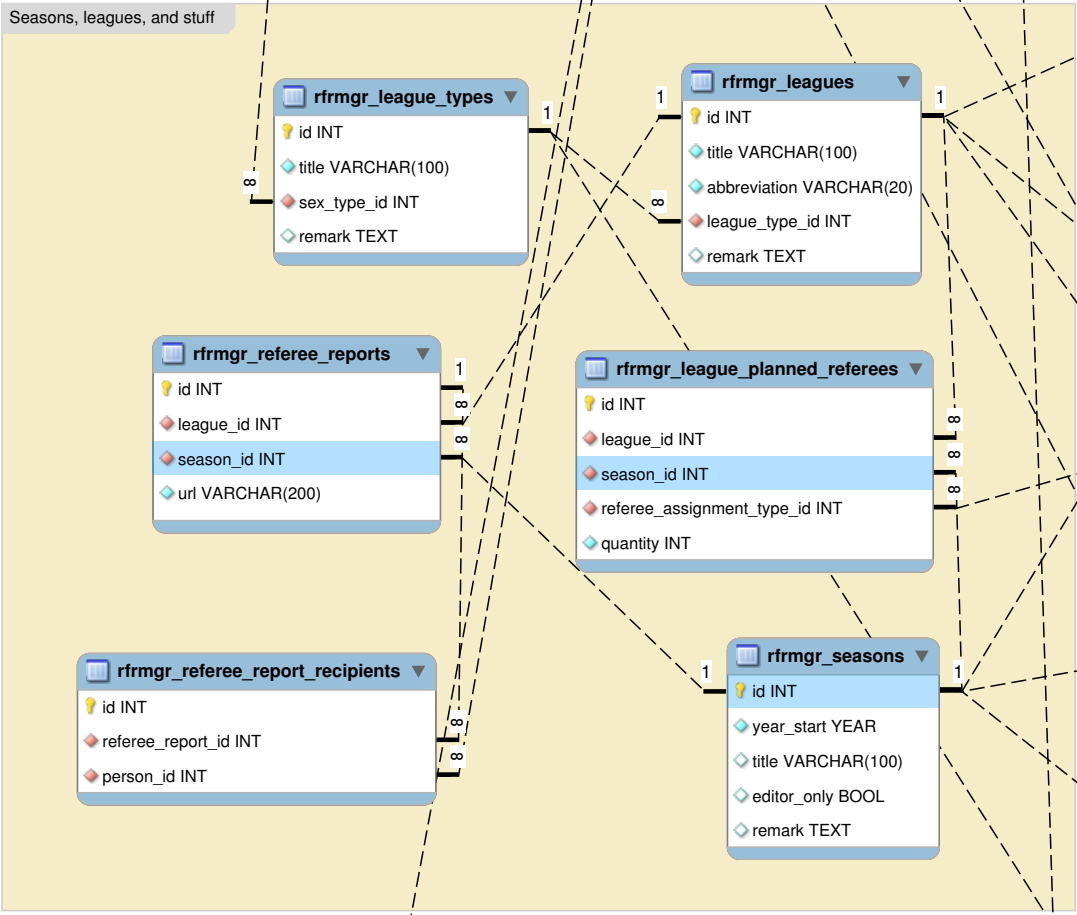 Seasons, leagues, and stuff
rfrmgr_league_types
id INT
title VARCHAR(100)
sex_type_id INT
remark TEXT
1
∞
rfrmgr_leagues
id INT
title VARCHAR(100)
abbreviation VARCHAR(20)
league_type_id INT
remark TEXT
1
1
∞
rfrmgr_referee_reports
id INT
league_id INT
season_id INT
url VARCHAR(200)
1
∞
∞
rfrmgr_league_planned_referees
id INT
league_id INT
season_id INT
referee_assignment_type_id INT
quantity INT
∞
∞
∞
rfrmgr_referee_report_recipients
id INT
referee_report_id INT
person_id INT
∞
∞
rfrmgr_seasons
id INT
year_start YEAR
title VARCHAR(100)
editor_only BOOL
remark TEXT
1
1